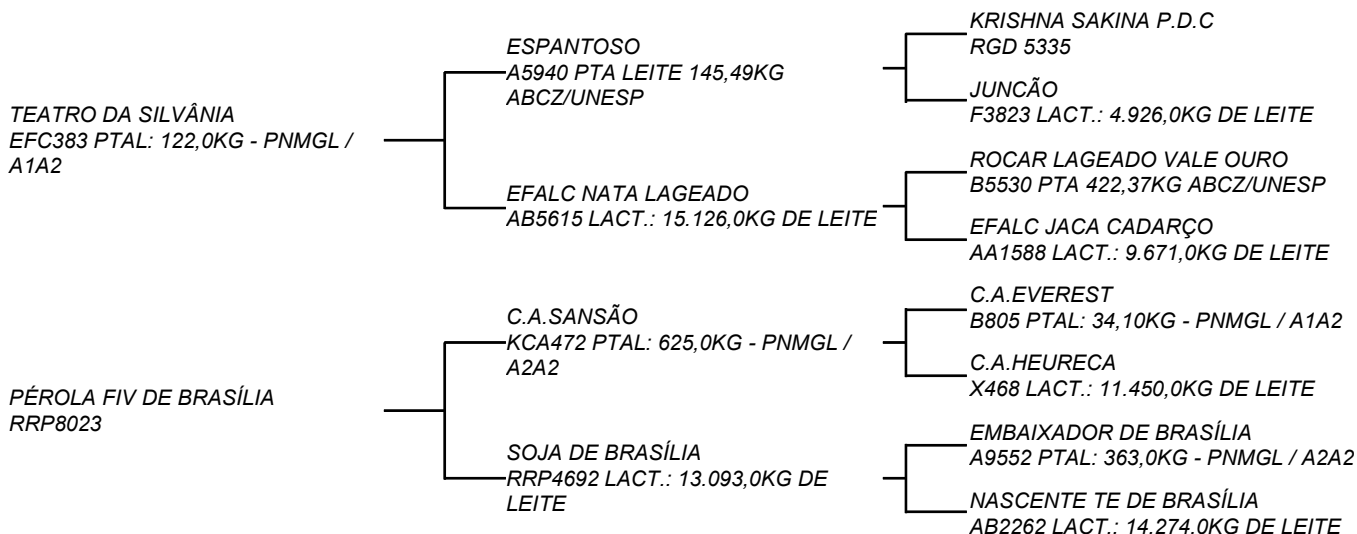 TEATRO DA SILVÂNIA
EFC383 PTAL: 122,0KG - PNMGL /
A1A2
ESPANTOSO
A5940 PTA LEITE 145,49KG
ABCZ/UNESP
KRISHNA SAKINA P.D.C
RGD 5335
JUNCÃO
F3823 LACT.: 4.926,0KG DE LEITE
EFALC NATA LAGEADO
AB5615 LACT.: 15.126,0KG DE LEITE
ROCAR LAGEADO VALE OURO
B5530 PTA 422,37KG ABCZ/UNESP
EFALC JACA CADARÇO
AA1588 LACT.: 9.671,0KG DE LEITE
PÉROLA FIV DE BRASÍLIA
RRP8023
C.A.SANSÃO
KCA472 PTAL: 625,0KG - PNMGL /
A2A2
C.A.EVEREST
B805 PTAL: 34,10KG - PNMGL / A1A2
C.A.HEURECA
X468 LACT.: 11.450,0KG DE LEITE
SOJA DE BRASÍLIA
RRP4692 LACT.: 13.093,0KG DE
LEITE
EMBAIXADOR DE BRASÍLIA
A9552 PTAL: 363,0KG - PNMGL / A2A2
NASCENTE TE DE BRASÍLIA
AB2262 LACT.: 14.274,0KG DE LEITE